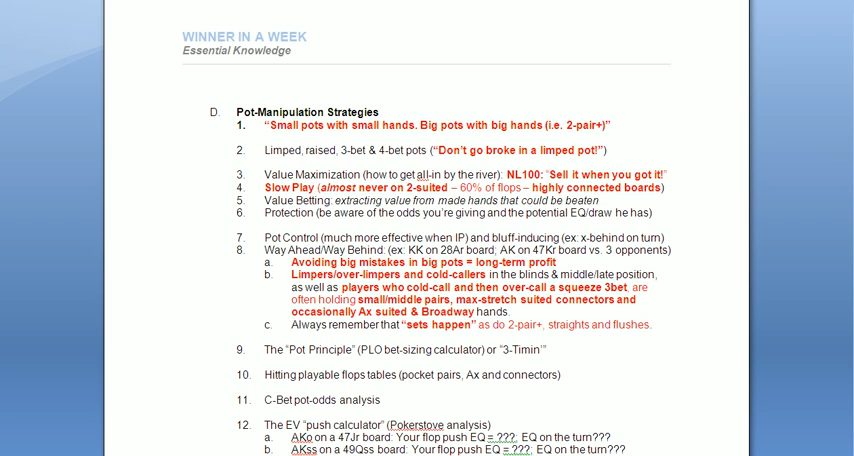 WINNER IN A WEEK
Essential Knowledge
D. Pot-Manipulation Strategies
1. “Small pots with small hands. Big pots with big hands (i.e. 2-pair+)”
2. Limped, raised, 3-bet & 4-bet pots (“Don’t go broke in a limped pot!”)
3. Value Maximization (how to get all-in by the river): NL100: “Sell it when you got it!”
4. Slow Play (almost never on 2-suited – 60% of flops – highly connected boards)
5. Value Betting: extracting value from made hands that could be beaten
6. Protection (be aware of the odds you’re giving and the potential EQ/draw he has)
7. Pot Control (much more effective when IP) and bluff-inducing (ex: x-behind on turn)
8. Way Ahead/Way Behind: (ex: KK on 28Ar board; AK on 47Kr board vs. 3 opponents)
a. Avoiding big mistakes in big pots = long-term profit
b. Limpers/over-limpers and cold-callers in the blinds & middle/late position,
as well as players who cold-call and then over-call a squeeze 3bet, are
often holding small/middle pairs, max-stretch suited connectors and
occasionally Ax suited & Broadway hands.
c. Always remember that “sets happen” as do 2-pair+, straights and flushes.
9. The “Pot Principle” (PLO bet-sizing calculator) or “3-Timin’”
10. Hitting playable flops tables (pocket pairs, Ax and connectors)
11. C-Bet pot-odds analysis
12. The EV “push calculator” (Pokerstove analysis)
a. AKo on a 47Jr board: Your flop push EQ = ???; EQ on the turn???
b. AKss on a 49Qss board: Your flop push EQ = ???; EQ on the turn???